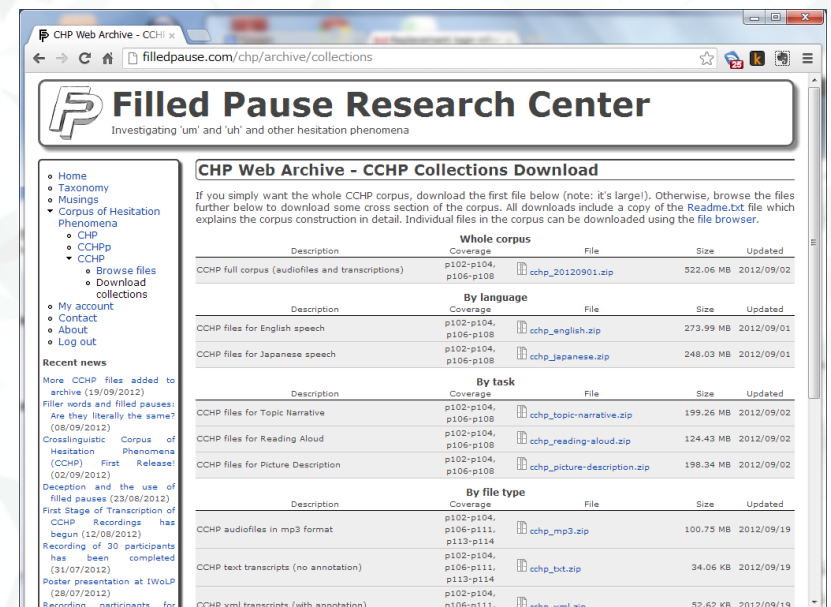 CHP Web Archive - CCHI
filledpause.com/chp/archive/collections
25
k
FP
Filled Pause Research Center
Investigating 'um' and 'uh' and other hesitation phenomena
Home
Taxonomy
Musings
Corpus of Hesitation
Phenomena
CHP
CCHPp
CCHP
Browse files
Download
collections
My account
Contact
About
Log out
Recent news
More CCHP files added to
archive (19/09/2012)
Filler words and filled pauses:
Are they literally the same?
(08/09/2012)
Crosslinguistic Corpus of
Hesitation Phenomena
(CCHP) First Release!
(02/09/2012)
Deception and the use of
filled pauses (23/08/2012)
First Stage of Transcription of
CCHP Recordings has
begun (12/08/2012)
Recording of 30 participants
has been completed
(31/07/2012)
Poster presentation at IWoLP
(28/07/2012)
Recording participants for
CHP Web Archive - CCHP Collections Download
If you simply want the whole CCHP corpus, download the first file below (note: it's large!). Otherwise, browse the files
further below to download some cross section of the corpus. All downloads include a copy of the Readme.txt file which
explains the corpus construction in detail. Individual files in the corpus can be downloaded using the file browser.
Whole corpus
Description Coverage File Size Updated
CCHP full corpus (audiofiles and transcriptions) p102-p104, p106-p108 cchp_20120901.zip 522.06 MB 2012/09/02
By language
Description Coverage File Size Updated
CCHP files for English speech p102-p104, p106-p108 cchp_english.zip 273.99 MB 2012/09/01
CCHP files for Japanese speech p102-p104, p106-p108 cchp_japanese.zip 248.03 MB 2012/09/01
By task
Description Coverage File Size Updated
CCHP files for Topic Narrative p102-p104, p106-p108 cchp_topic-narrative.zip 199.26 MB 2012/09/02
CCHP files for Reading Aloud p102-p104, p106-p108 cchp_reading-aloud.zip 124.43 MB 2012/09/02
CCHP files for Picture Description p102-p104, p106-p108 cchp_picture-description.zip 198.34 MB 2012/09/02
By file type
Description Coverage File Size Updated
CCHP audiofiles in mp3 format p102-p104, p106-p111, p113-p114 cchp_mp3.zip 100.75 MB 2012/09/19
CCHP text transcripts (no annotation) p102-p104, p106-p111, p113-p114 cchp_txt.zip 34.06 KB 2012/09/19
CCHP xml transcripts (with annotation) p102-p104, p106-p111, cchp_xml.zip 52.62 KB 2012/09/19